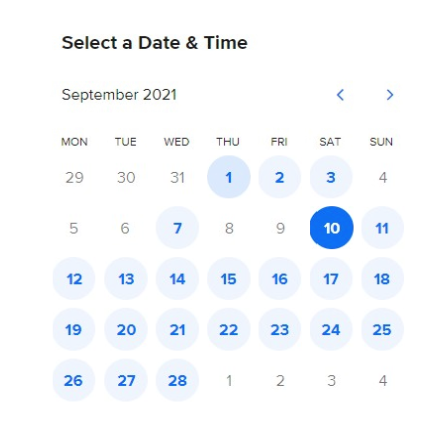 Select a Date & Time
September 2021
MON TUE WED THU FRI SAT SUN
29 30 31 1 2 3 4
5 6 7 8 9 10 11
12 13 14 15 16 17 18
19 20 21 22 23 24 25
26 27 28 1 2 3 4